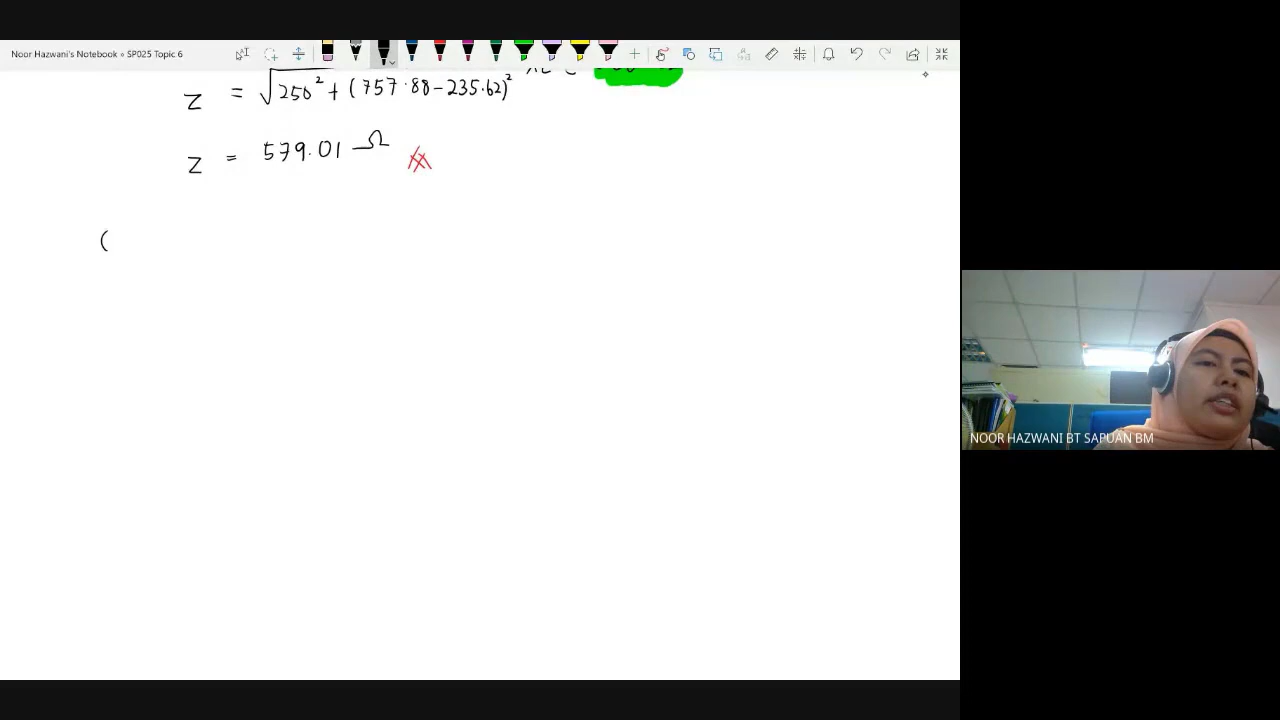 Noor Hazwani's Notebook » SP025 Topic 6
Z = √250² + (757.88 - 235.62)²
Z = 579.01 Ω
(
NOOR HAZWANI BT SAPUAN BM